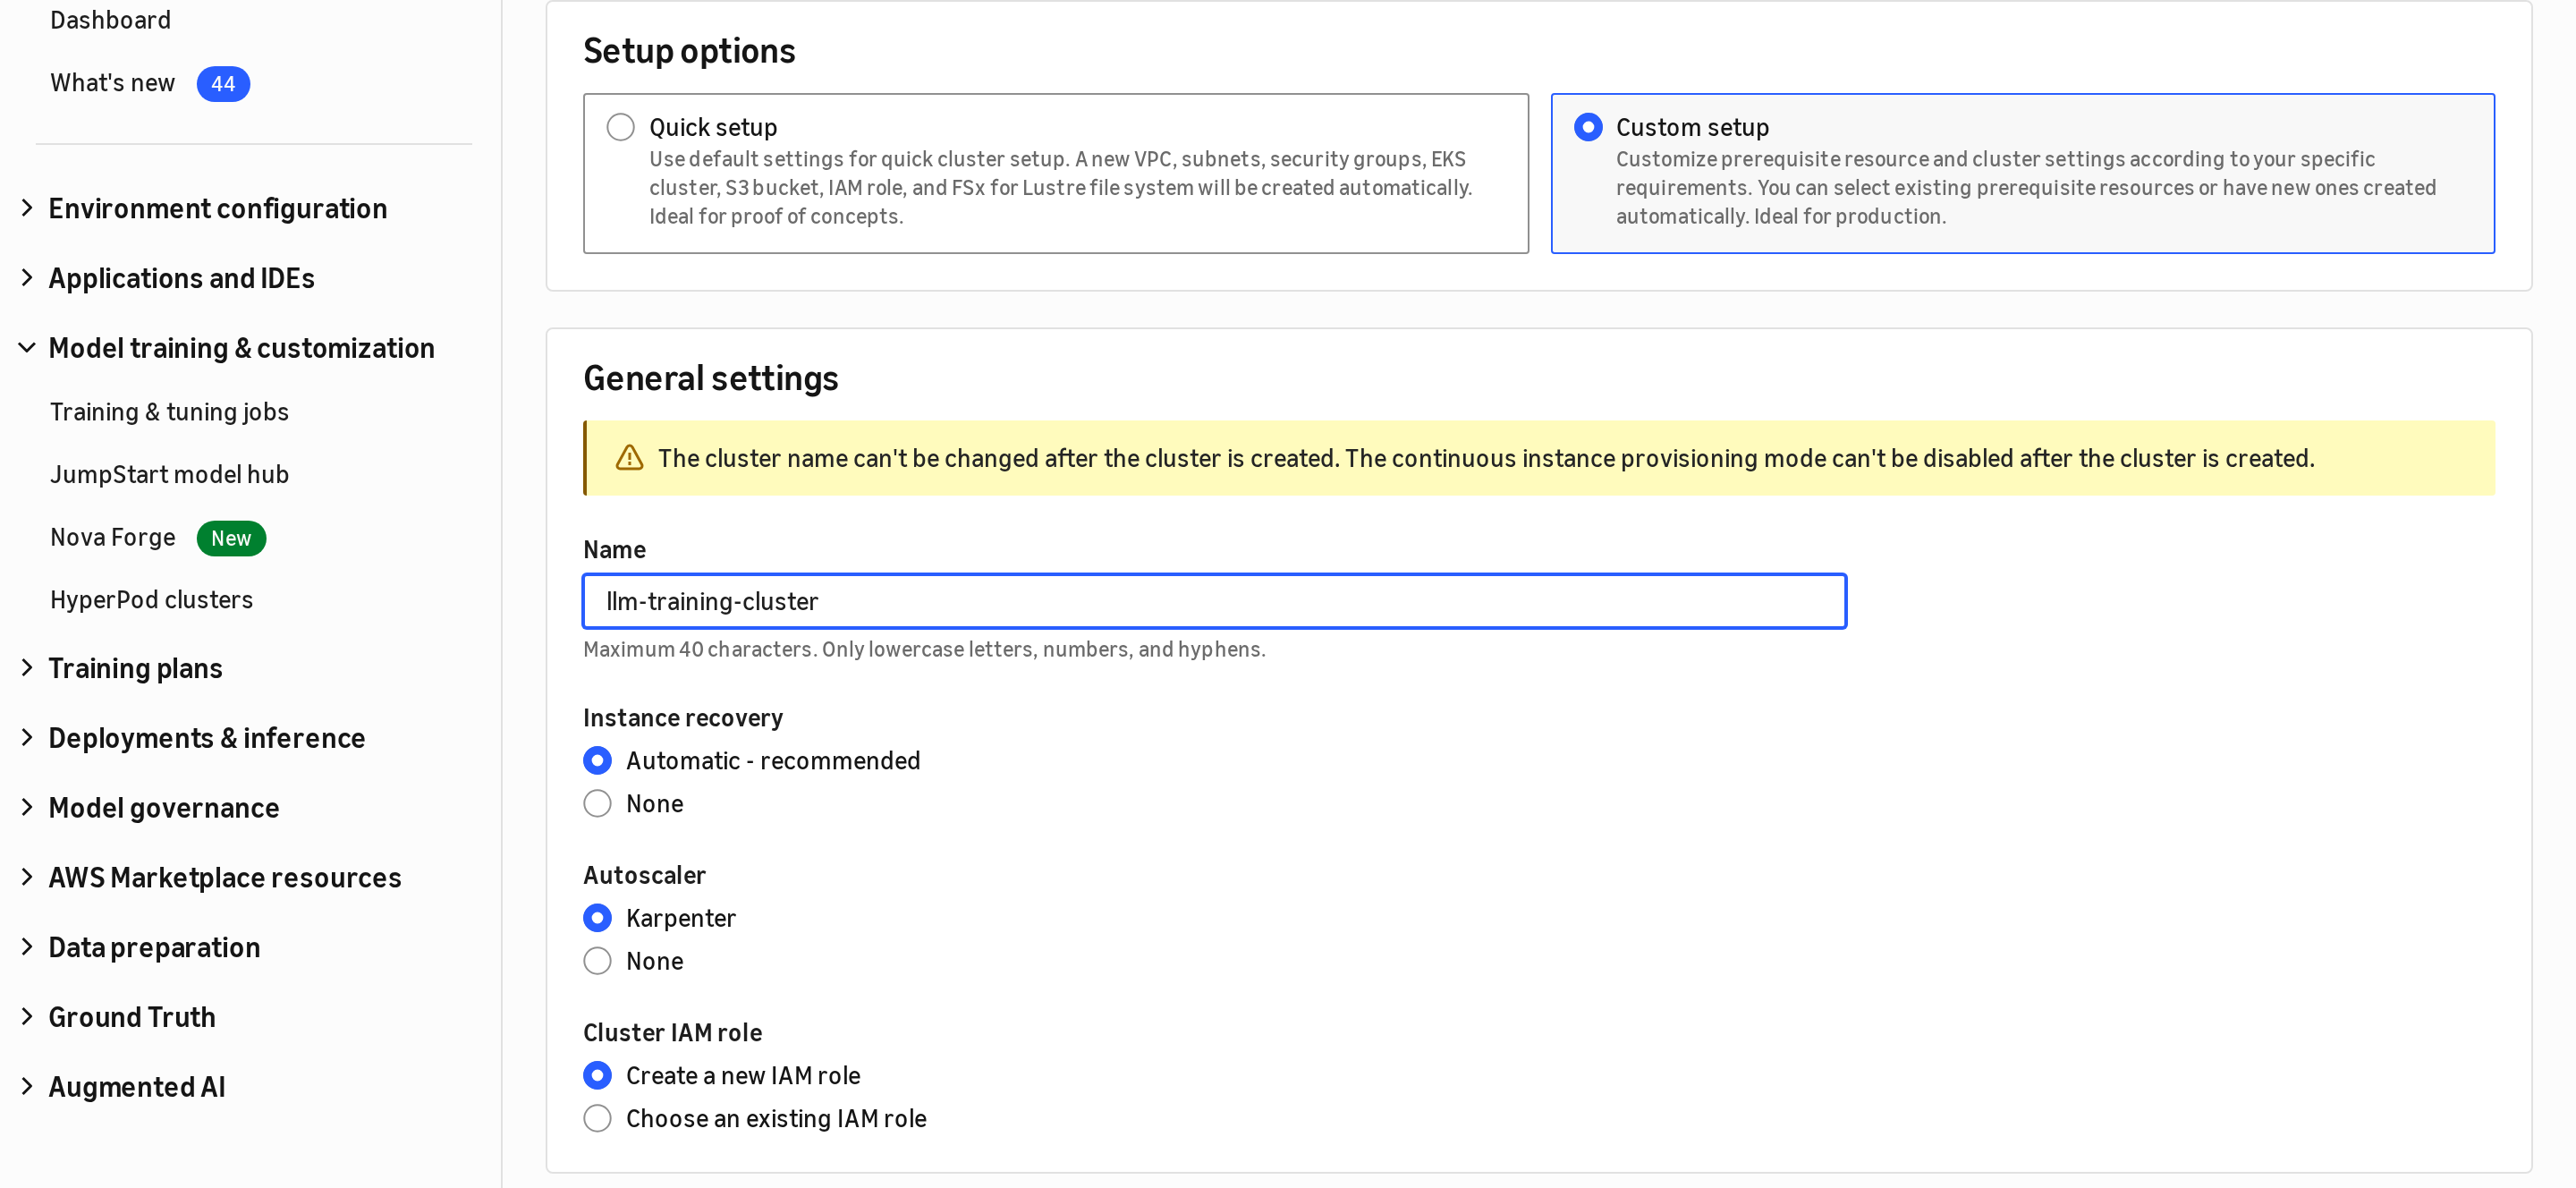 Dashboard
What's new 44
Environment configuration
Applications and IDEs
Model training & customization
Training & tuning jobs
JumpStart model hub
Nova Forge New
HyperPod clusters
Training plans
Deployments & inference
Model governance
AWS Marketplace resources
Data preparation
Ground Truth
Augmented AI
Setup options
Quick setup
Use default settings for quick cluster setup. A new VPC, subnets, security groups, EKS
cluster, S3 bucket, IAM role, and FSx for Lustre file system will be created automatically.
Ideal for proof of concepts.
Custom setup
Customize prerequisite resource and cluster settings according to your specific
requirements. You can select existing prerequisite resources or have new ones created
automatically. Ideal for production.
General settings
The cluster name can't be changed after the cluster is created. The continuous instance provisioning mode can't be disabled after the cluster is created.
Name
llm-training-cluster
Maximum 40 characters. Only lowercase letters, numbers, and hyphens.
Instance recovery
Automatic - recommended
None
Autoscaler
Karpenter
None
Cluster IAM role
Create a new IAM role
Choose an existing IAM role